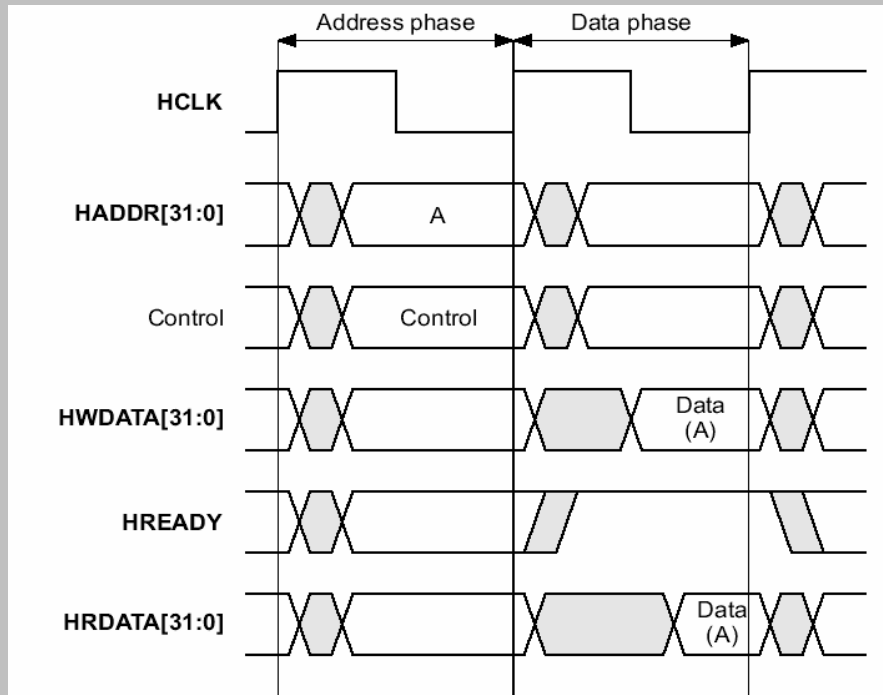 Address phase
Data phase
HCLK
HADDR[31:0]
A
Control
Control
HWDATA[31:0]
Data
(A)
HREADY
HRDATA[31:0]
Data
(A)